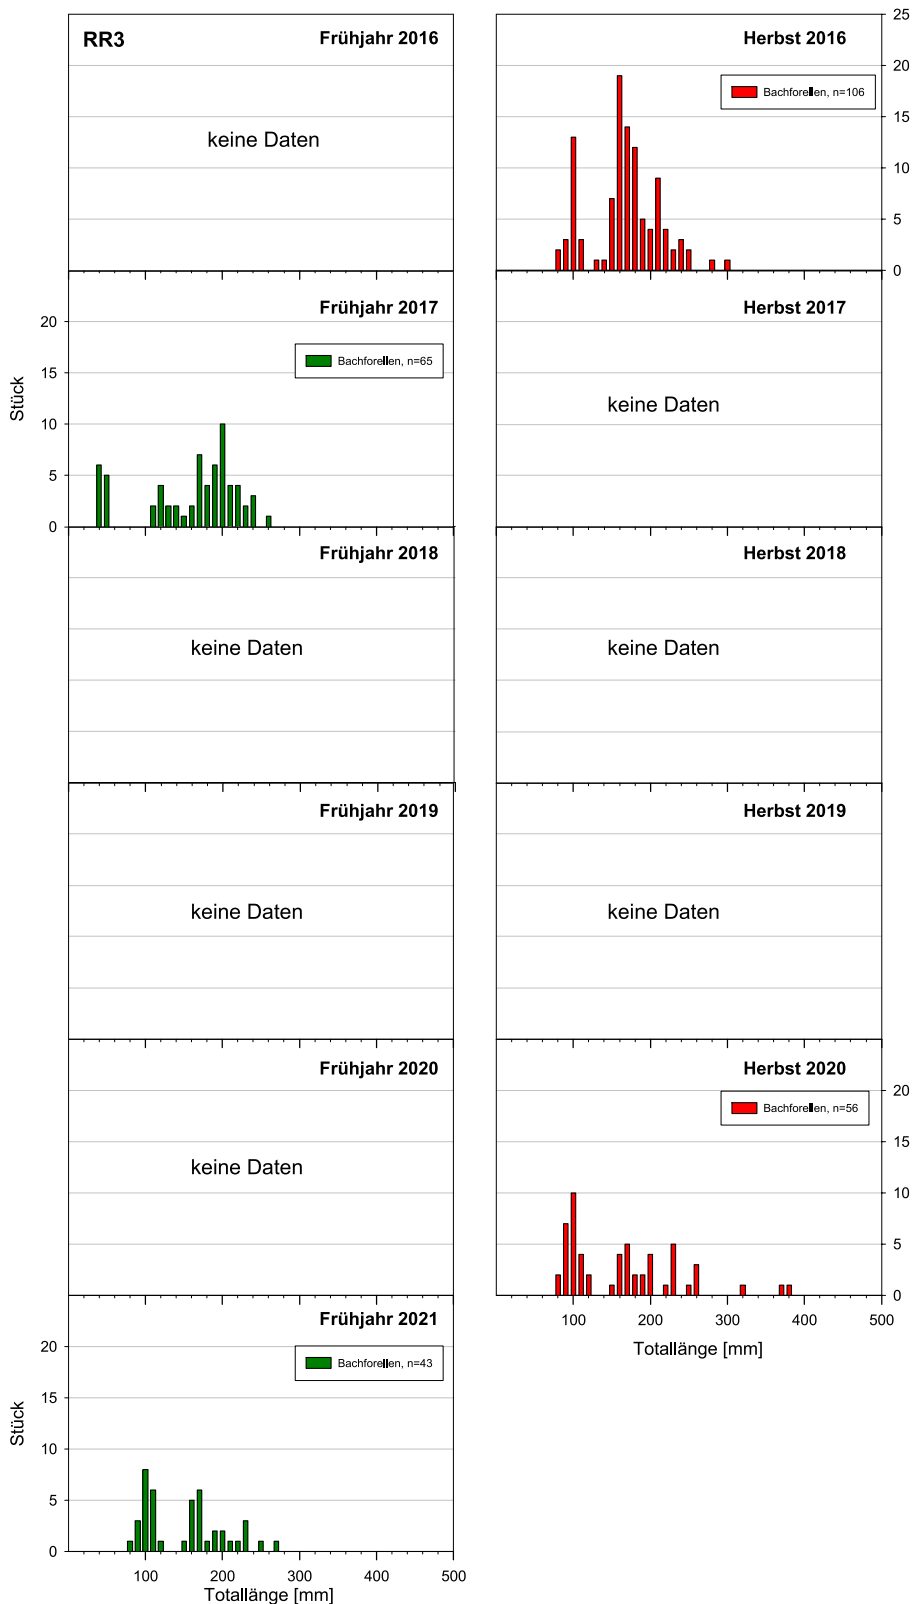 RR3
Frühjahr 2016
keine Daten
Herbst 2016
Bachforellen, n=106
25
20
15
10
5
0
Frühjahr 2017
Bachforellen, n=65
Stück
20
15
10
5
0
Herbst 2017
keine Daten
Frühjahr 2018
keine Daten
Herbst 2018
keine Daten
Frühjahr 2019
keine Daten
Herbst 2019
keine Daten
Frühjahr 2020
keine Daten
Herbst 2020
Bachforellen, n=56
20
15
10
5
0
100 200 300 400 500
Totallänge [mm]
Frühjahr 2021
Bachforellen, n=43
Stück
20
15
10
5
0
100 200 300 400 500
Totallänge [mm]